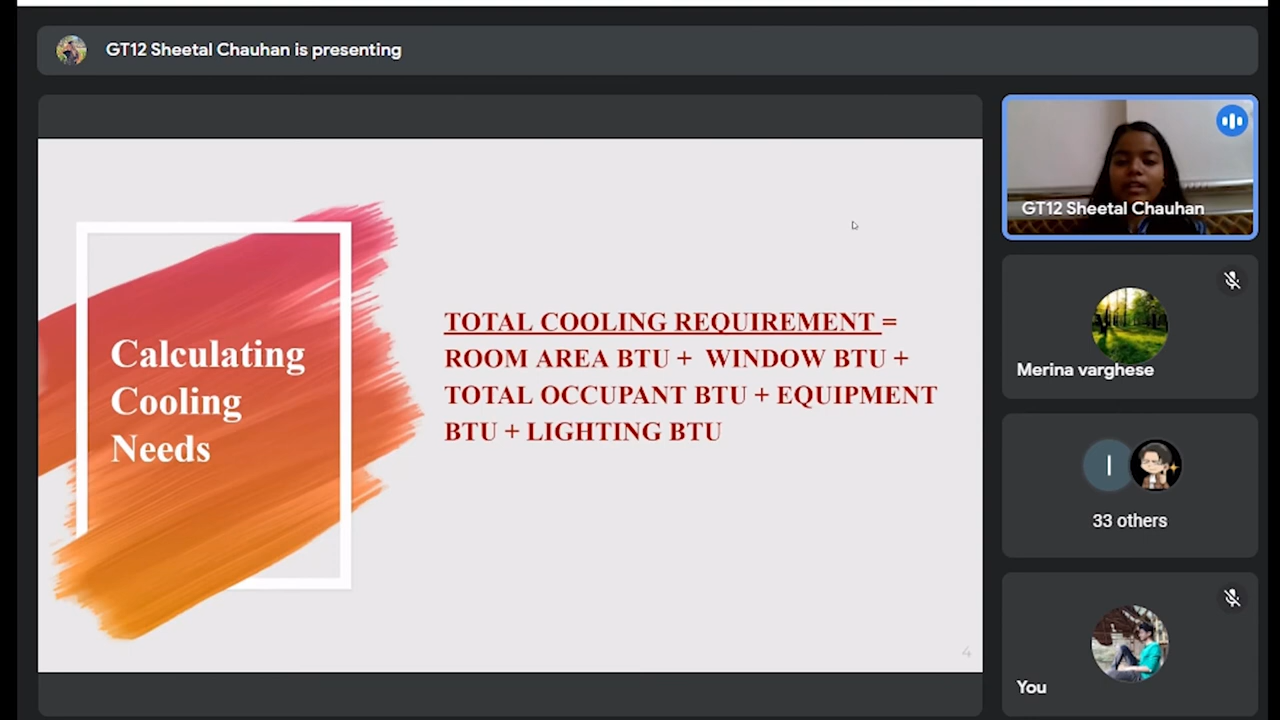 GT12 Sheetal Chauhan is presenting
Calculating
Cooling
Needs
TOTAL COOLING REQUIREMENT =
ROOM AREA BTU + WINDOW BTU +
TOTAL OCCUPANT BTU + EQUIPMENT
BTU + LIGHTING BTU
4
GT12 Sheetal Chauhan
Merina varghese
I
33 others
You